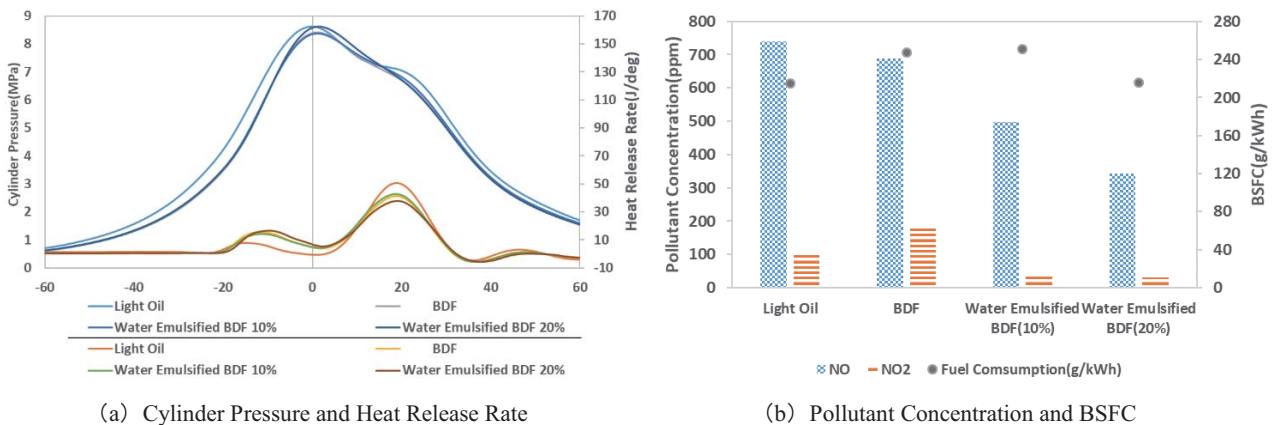 9
8
7
6
5
4
3
2
1
0
Cylinder Pressure(MPa)
170
150
130
110
90
70
50
30
10
-10
Heat Release Rate(J/deg)
-60 -40 -20 0 20 40 60
Light Oil BDF
Water Emulsified BDF 10% Water Emulsified BDF 20%
Light Oil BDF
Water Emulsified BDF 10% Water Emulsified BDF 20%
(a) Cylinder Pressure and Heat Release Rate
800
700
600
500
400
300
200
100
0
Pollutant Concentration(ppm)
280
240
200
160
120
80
40
0
BSFC(g/kWh)
Light Oil BDF Water Emulsified Water Emulsified
BDF(10%) BDF(20%)
NO NO2 Fuel Comsumption(g/kWh)
(b) Pollutant Concentration and BSFC